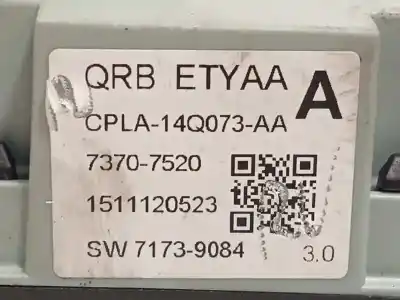 QRB ETYAA A
CPLA-14Q073-AA
7370-7520
1511120523
SW 7173-9084 3.0